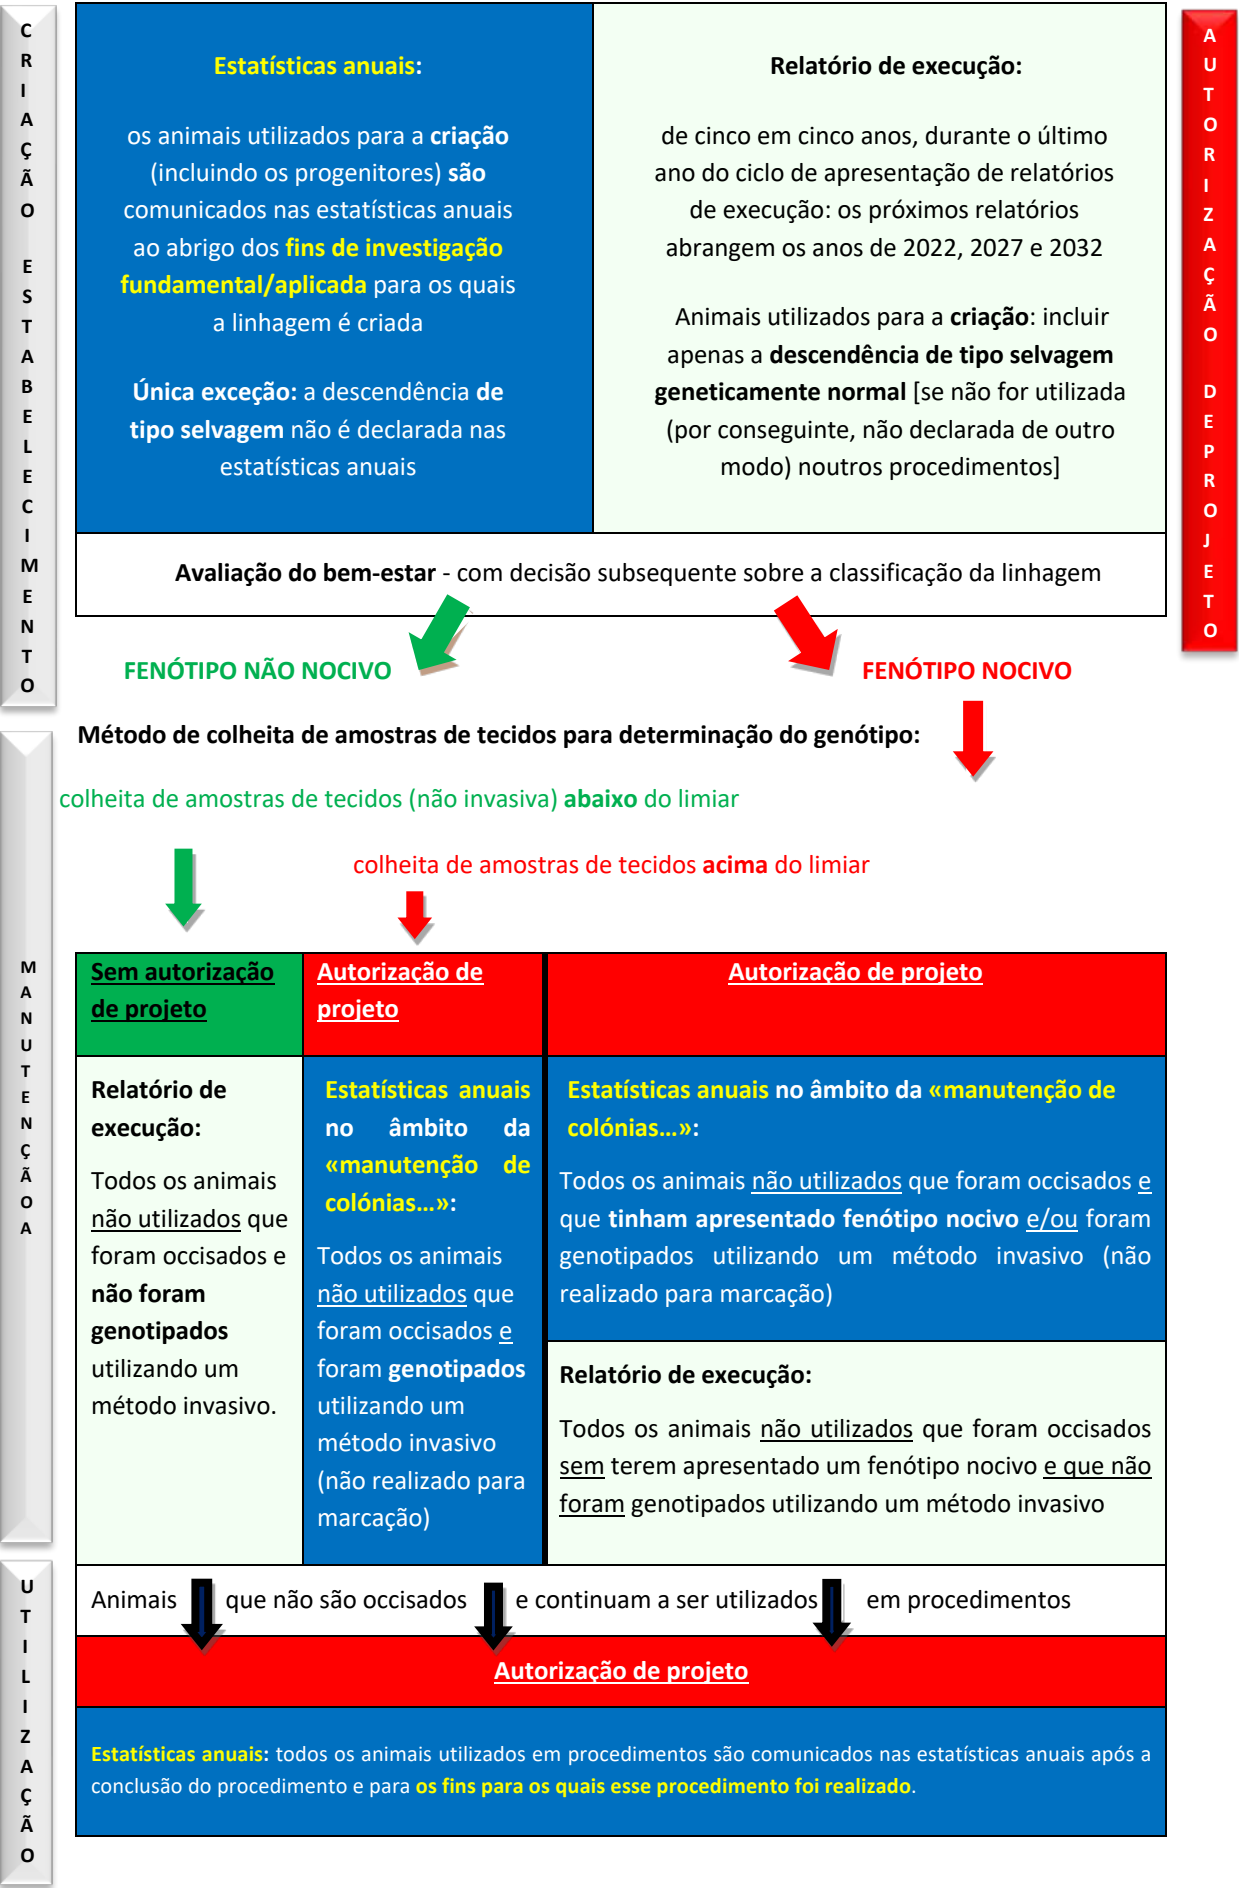 CRIAÇÃO ESTABELECIMENTO
Estatísticas anuais:
os animais utilizados para a criação
(incluindo os progenitores) são
comunicados nas estatísticas anuais
ao abrigo dos fins de investigação
fundamental/aplicada para os quais
a linhagem é criada
Única exceção: a descendência de
tipo selvagem não é declarada nas
estatísticas anuais
Relatório de execução:
de cinco em cinco anos, durante o último
ano do ciclo de apresentação de relatórios
de execução: os próximos relatórios
abrangem os anos de 2022, 2027 e 2032
Animais utilizados para a criação: incluir
apenas a descendência de tipo selvagem
geneticamente normal [se não for utilizada
(por conseguinte, não declarada de outro
modo) noutros procedimentos]
AUTORIZAÇÃO DEPROJETO
Avaliação do bem-estar - com decisão subsequente sobre a classificação da linhagem
FENÓTIPO NÃO NOCIVO
FENÓTIPO NOCIVO
MANUTENÇÃOA
Método de colheita de amostras de tecidos para determinação do genótipo:
colheita de amostras de tecidos (não invasiva) abaixo do limiar
colheita de amostras de tecidos acima do limiar
Sem autorização
de projeto
Autorização de
projeto
Autorização de projeto
Relatório de
execução:
Todos os animais
não utilizados que
foram occisados e
não foram
genotipados
utilizando um
método invasivo.
Estatísticas anuais
no âmbito da
«manutenção de
colónias…»:
Todos os animais
não utilizados que
foram occisados e
foram genotipados
utilizando um
método invasivo
(não realizado para
marcação)
Estatísticas anuais no âmbito da «manutenção de
colónias…»:
Todos os animais não utilizados que foram occisados e
que tinham apresentado fenótipo nocivo e/ou foram
genotipados utilizando um método invasivo (não
realizado para marcação)
Relatório de execução:
Todos os animais não utilizados que foram occisados
sem terem apresentado um fenótipo nocivo e que não
foram genotipados utilizando um método invasivo
UTILIZAÇÃO
Animais que não são occisados e continuam a ser utilizados em procedimentos
Autorização de projeto
Estatísticas anuais: todos os animais utilizados em procedimentos são comunicados nas estatísticas anuais após a
conclusão do procedimento e para os fins para os quais esse procedimento foi realizado.